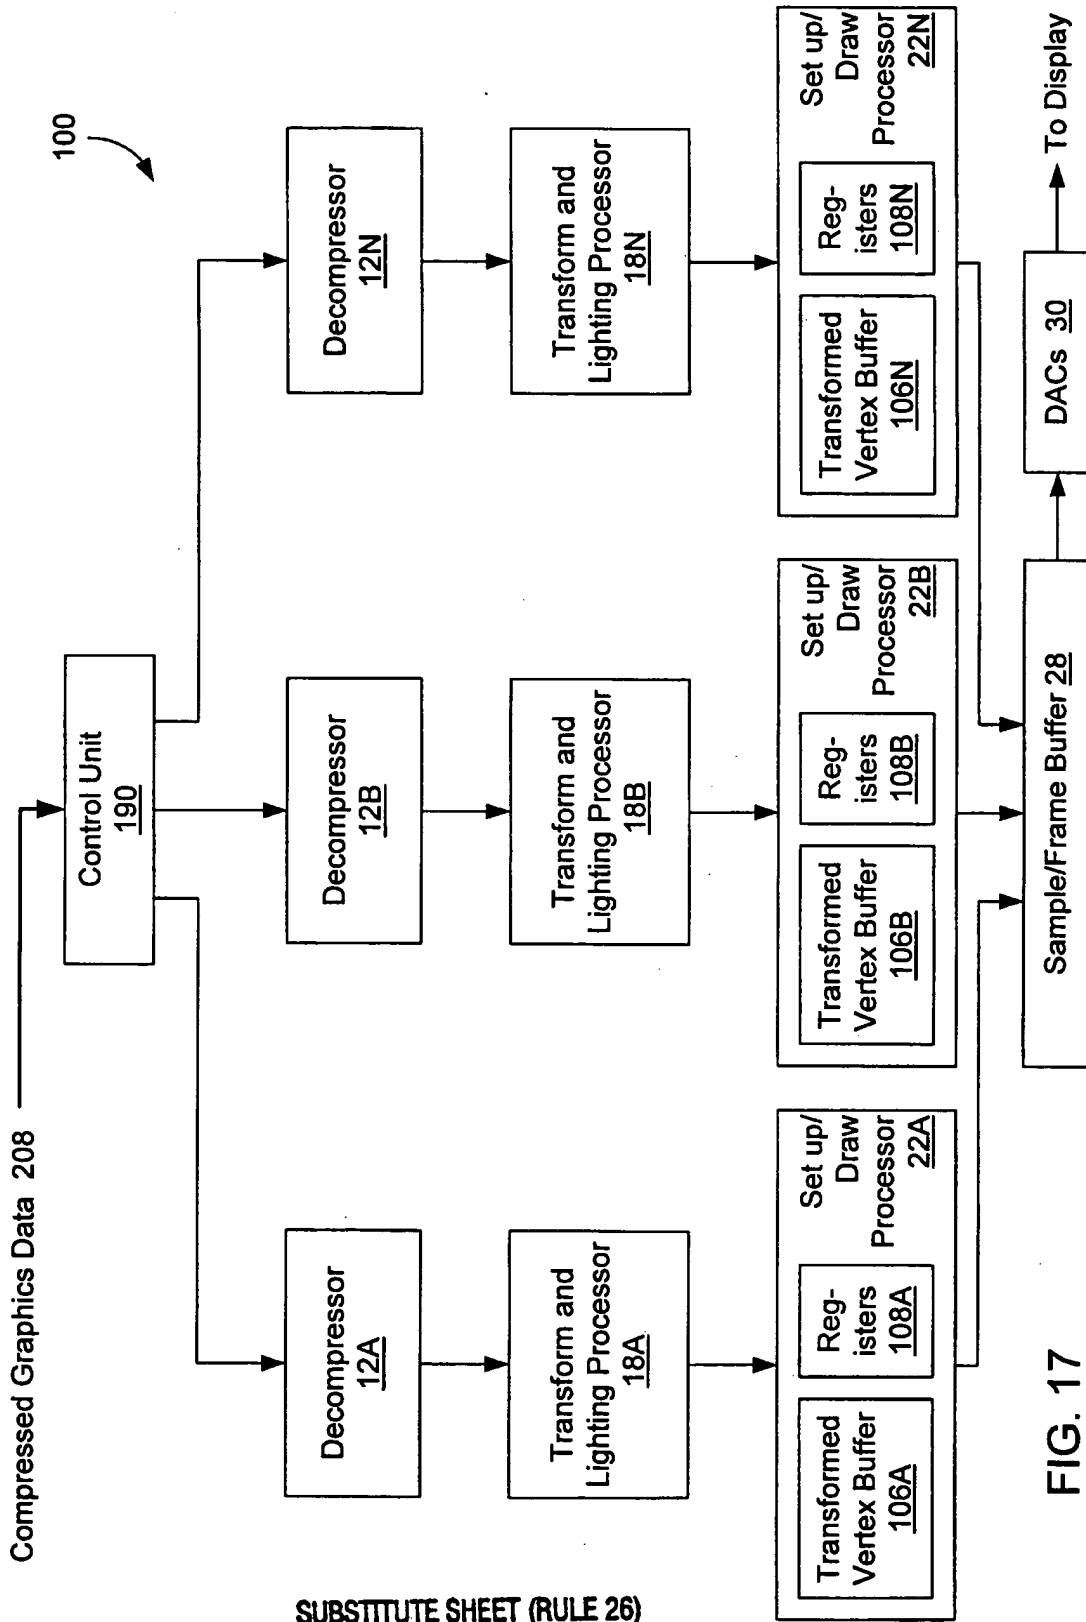 Compressed Graphics Data 208
100
Control Unit
190
Decompressor
12A
Decompressor
12B
Decompressor
12N
Transform and
Lighting Processor
18A
Transform and
Lighting Processor
18B
Transform and
Lighting Processor
18N
Set up/
Draw
Processor
22A
Transformed
Vertex Buffer
106A
Reg-
isters
108A
Set up/
Draw
Processor
22B
Transformed
Vertex Buffer
106B
Reg-
isters
108B
Set up/
Draw
Processor
22N
Transformed
Vertex Buffer
106N
Reg-
isters
108N
Sample/Frame Buffer 28
DACs 30
To Display
FIG. 17
SUBSTITUTE SHEET (RULE 26)